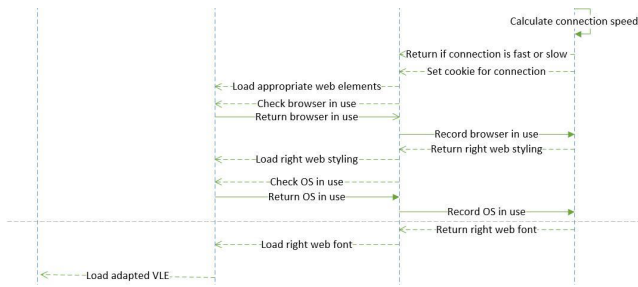 Calculate connection speed
Return if connection is fast or slow
Set cookie for connection
Load appropriate web elements
Check browser in use
Return browser in use
Record browser in use
Return right web styling
Load right web styling
Check OS in use
Return OS in use
Record OS in use
Return right web font
Load right web font
Load adapted VLE